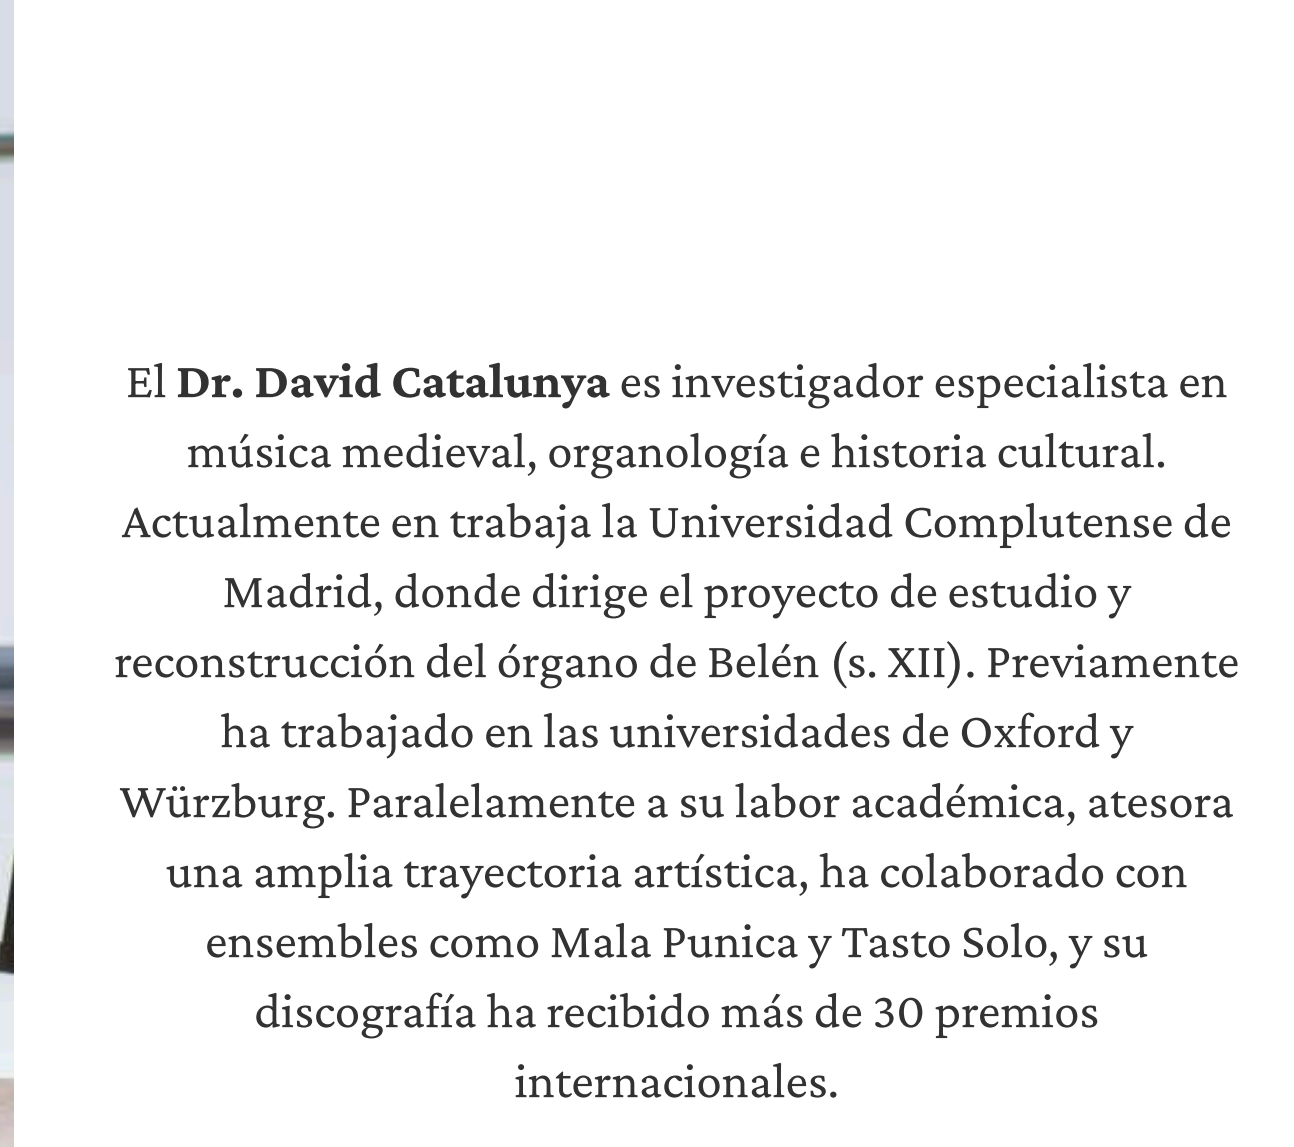 El Dr. David Catalunya es investigador especialista en
música medieval, organología e historia cultural.
Actualmente en trabaja la Universidad Complutense de
Madrid, donde dirige el proyecto de estudio y
reconstrucción del órgano de Belén (s. XII). Previamente
ha trabajado en las universidades de Oxford y
Würzburg. Paralelamente a su labor académica, atesora
una amplia trayectoria artística, ha colaborado con
ensembles como Mala Punica y Tasto Solo, y su
discografía ha recibido más de 30 premios
internacionales.